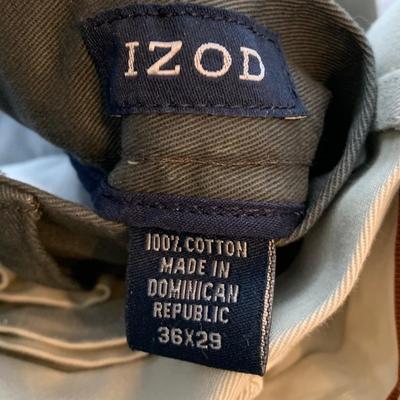 IZOD
100% COTTON
MADE IN
DOMINICAN
REPUBLIC
36X29